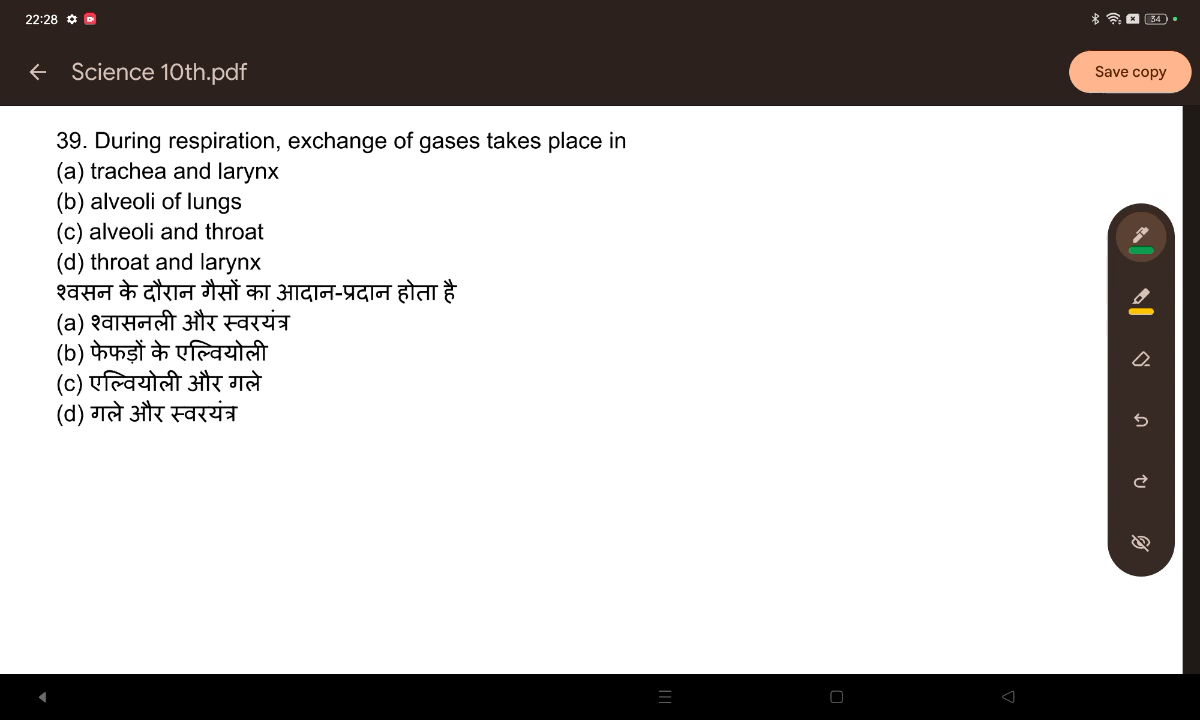 22:28
34
Science 10th.pdf
Save copy
39. During respiration, exchange of gases takes place in
(a) trachea and larynx
(b) alveoli of lungs
(c) alveoli and throat
(d) throat and larynx
श्वसन के दौरान गैसों का आदान-प्रदान होता है
(a) श्वासनली और स्वरयंत्र
(b) फेफड़ों के एल्वियोली
(c) एल्वियोली और गले
(d) गले और स्वरयंत्र